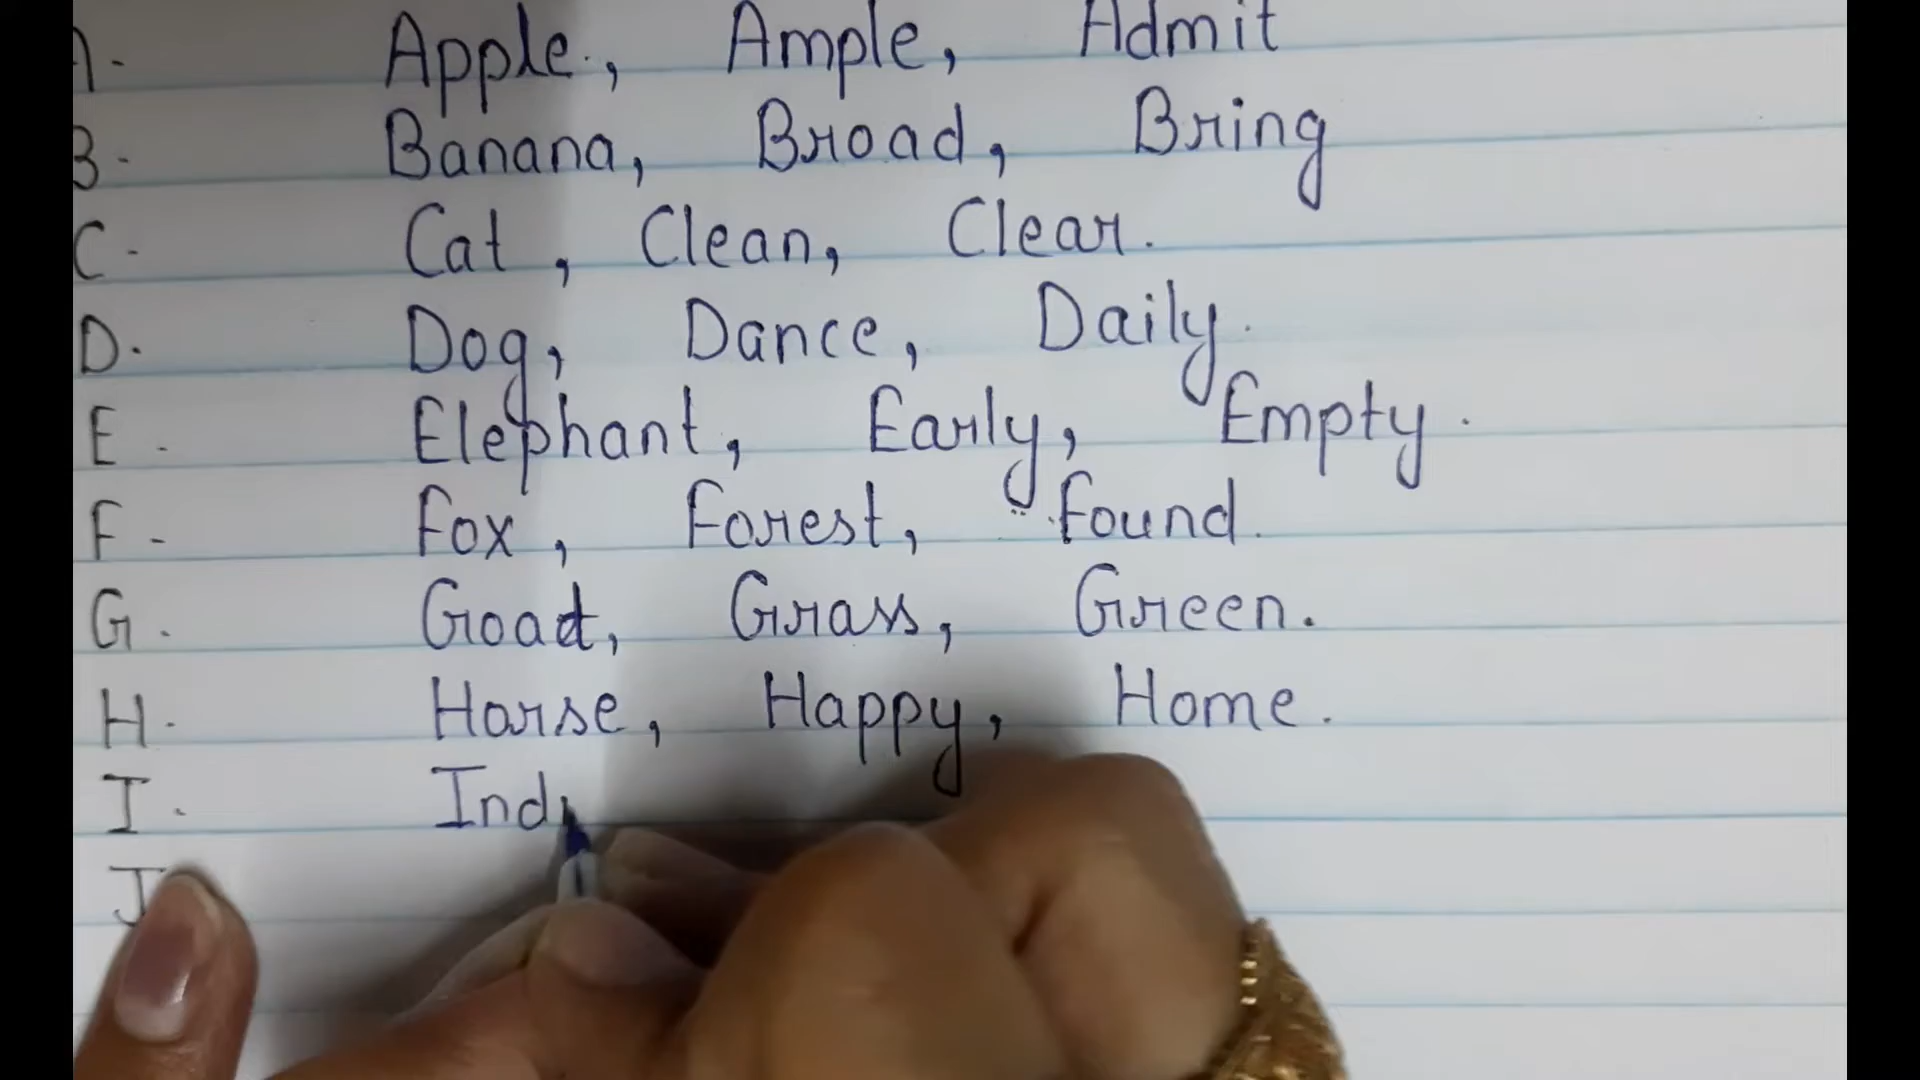 A. Apple, Ample, Admit
B. Banana, Broad, Bring
C. Cat, Clean, Clear.
D. Dog, Dance, Daily.
E. Elephant, Early, Empty.
F. Fox, Forest, Found.
G. Goat, Grass, Green.
H. Horse, Happy, Home.
I. Ind
J